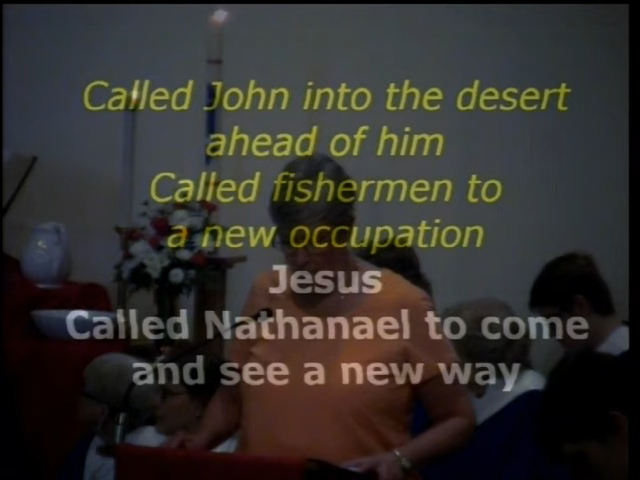 Called John into the desert
ahead of him
Called fishermen to
a new occupation
Jesus
Called Nathanael to come
and see a new way